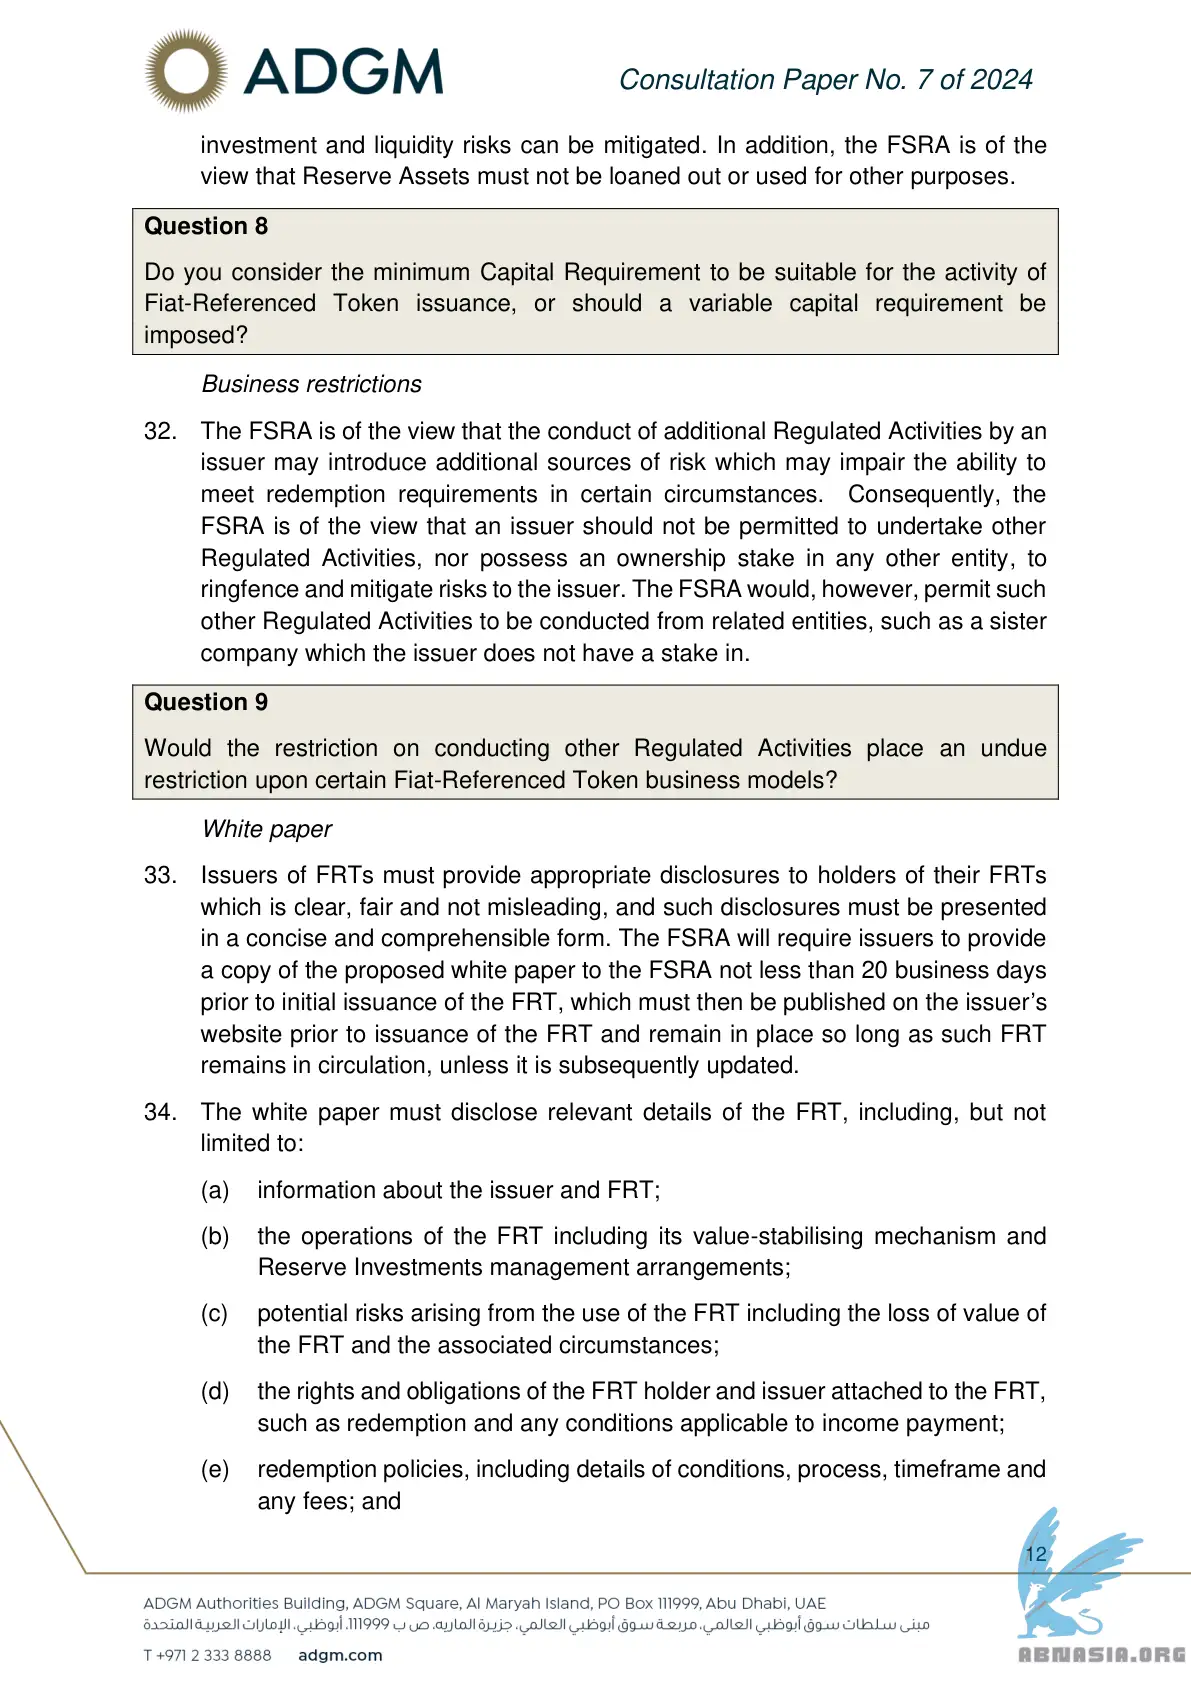 ADGM
Consultation Paper No. 7 of 2024
investment and liquidity risks can be mitigated. In addition, the FSRA is of the
view that Reserve Assets must not be loaned out or used for other purposes.
Question 8
Do you consider the minimum Capital Requirement to be suitable for the activity of
Fiat-Referenced Token issuance, or should a variable capital requirement be
imposed?
Business restrictions
32. The FSRA is of the view that the conduct of additional Regulated Activities by an
issuer may introduce additional sources of risk which may impair the ability to
meet redemption requirements in certain circumstances. Consequently, the
FSRA is of the view that an issuer should not be permitted to undertake other
Regulated Activities, nor possess an ownership stake in any other entity, to
ringfence and mitigate risks to the issuer. The FSRA would, however, permit such
other Regulated Activities to be conducted from related entities, such as a sister
company which the issuer does not have a stake in.
Question 9
Would the restriction on conducting other Regulated Activities place an undue
restriction upon certain Fiat-Referenced Token business models?
White paper
33. Issuers of FRTs must provide appropriate disclosures to holders of their FRTs
which is clear, fair and not misleading, and such disclosures must be presented
in a concise and comprehensible form. The FSRA will require issuers to provide
a copy of the proposed white paper to the FSRA not less than 20 business days
prior to initial issuance of the FRT, which must then be published on the issuer’s
website prior to issuance of the FRT and remain in place so long as such FRT
remains in circulation, unless it is subsequently updated.
34. The white paper must disclose relevant details of the FRT, including, but not
limited to:
(a) information about the issuer and FRT;
(b) the operations of the FRT including its value-stabilising mechanism and
Reserve Investments management arrangements;
(c) potential risks arising from the use of the FRT including the loss of value of
the FRT and the associated circumstances;
(d) the rights and obligations of the FRT holder and issuer attached to the FRT,
such as redemption and any conditions applicable to income payment;
(e) redemption policies, including details of conditions, process, timeframe and
any fees; and
12
ADGM Authorities Building, ADGM Square, Al Maryah Island, PO Box 111999, Abu Dhabi, UAE
مبنى سلطات سوق أبوظبي العالمي، مربعة سوق أبوظبي العالمي، جزيرة الماريه، ص ب 111999، أبوظبي، الإمارات العربية المتحدة
T +971 2 333 8888 adgm.com
ABNASIA.ORG